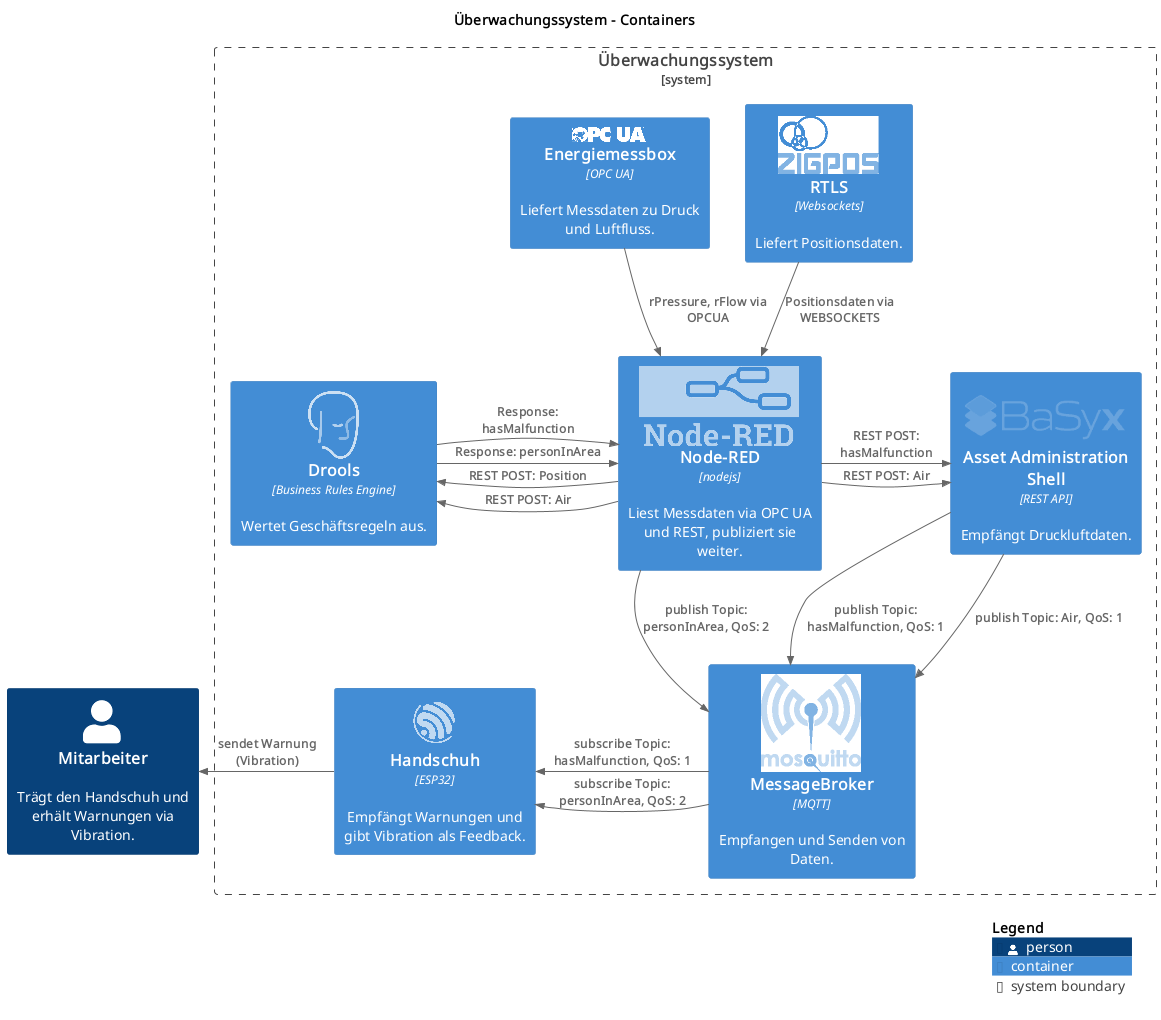 Überwachungssystem - Containers
Überwachungssystem
[system]
OPC UA
Energiemessbox
[OPC UA]
Liefert Messdaten zu Druck
und Luftfluss.
ZIGPOS
RTLS
[Websockets]
Liefert Positionsdaten.
rPressure, rFlow via
OPCUA
Positionsdaten via
WEBSOCKETS
Drools
[Business Rules Engine]
Wertet Geschäftsregeln aus.
Response:
hasMalfunction
Response: personInArea
REST POST: Position
REST POST: Air
Node-RED
Node-RED
[nodejs]
Liest Messdaten via OPC UA
und REST, publiziert sie
weiter.
REST POST:
hasMalfunction
REST POST: Air
BaSyx
Asset Administration
Shell
[REST API]
Empfängt Druckluftdaten.
publish Topic:
personInArea, QoS: 2
publish Topic:
hasMalfunction, QoS: 1
publish Topic: Air, QoS: 1
Mitarbeiter
Trägt den Handschuh und
erhält Warnungen via
Vibration.
sendet Warnung
(Vibration)
Handschuh
[ESP32]
Empfängt Warnungen und
gibt Vibration als Feedback.
subscribe Topic:
hasMalfunction, QoS: 1
subscribe Topic:
personInArea, QoS: 2
mosquitto
MessageBroker
[MQTT]
Empfangen und Senden von
Daten.
Legend
person
container
system boundary